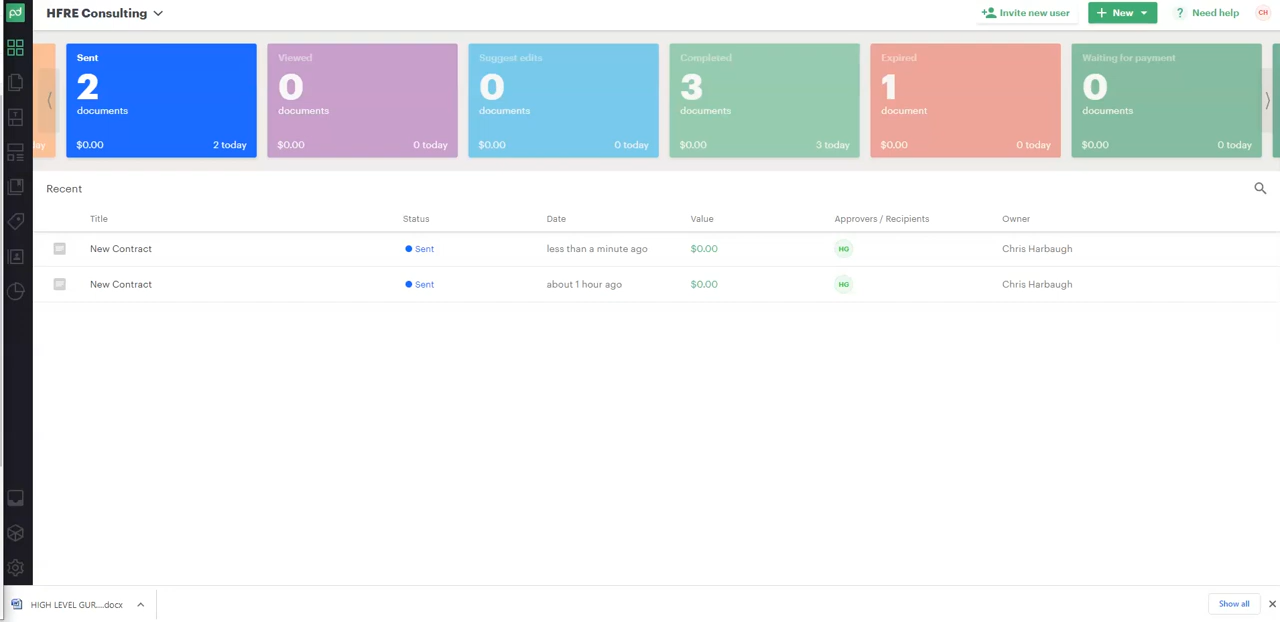 pd HFRE Consulting Invite new user + New ? Need help CH
Sent Viewed Suggest edits Completed Expired Waiting for payment
2 0 0 3 1 0
documents documents documents documents document documents
$0.00 2 today $0.00 0 today $0.00 0 today $0.00 3 today $0.00 0 today $0.00 0 today
Recent
Title Status Date Value Approvers / Recipients Owner
New Contract Sent less than a minute ago $0.00 HG Chris Harbaugh
New Contract Sent about 1 hour ago $0.00 HG Chris Harbaugh
HIGH LEVEL GUR....docx Show all